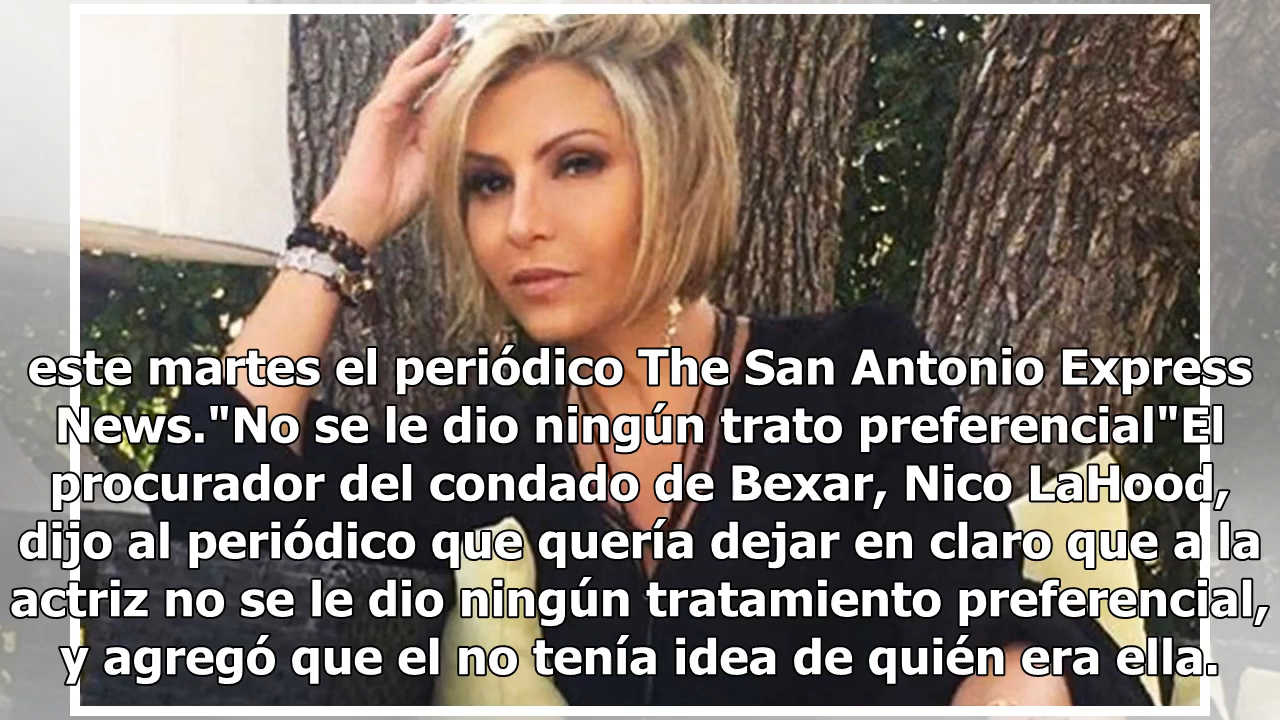 este martes el periódico The San Antonio Express
News."No se le dio ningún trato preferencial"El
procurador del condado de Bexar, Nico LaHood,
dijo al periódico que quería dejar en claro que a la
actriz no se le dio ningún tratamiento preferencial,
y agregó que el no tenía idea de quién era ella.